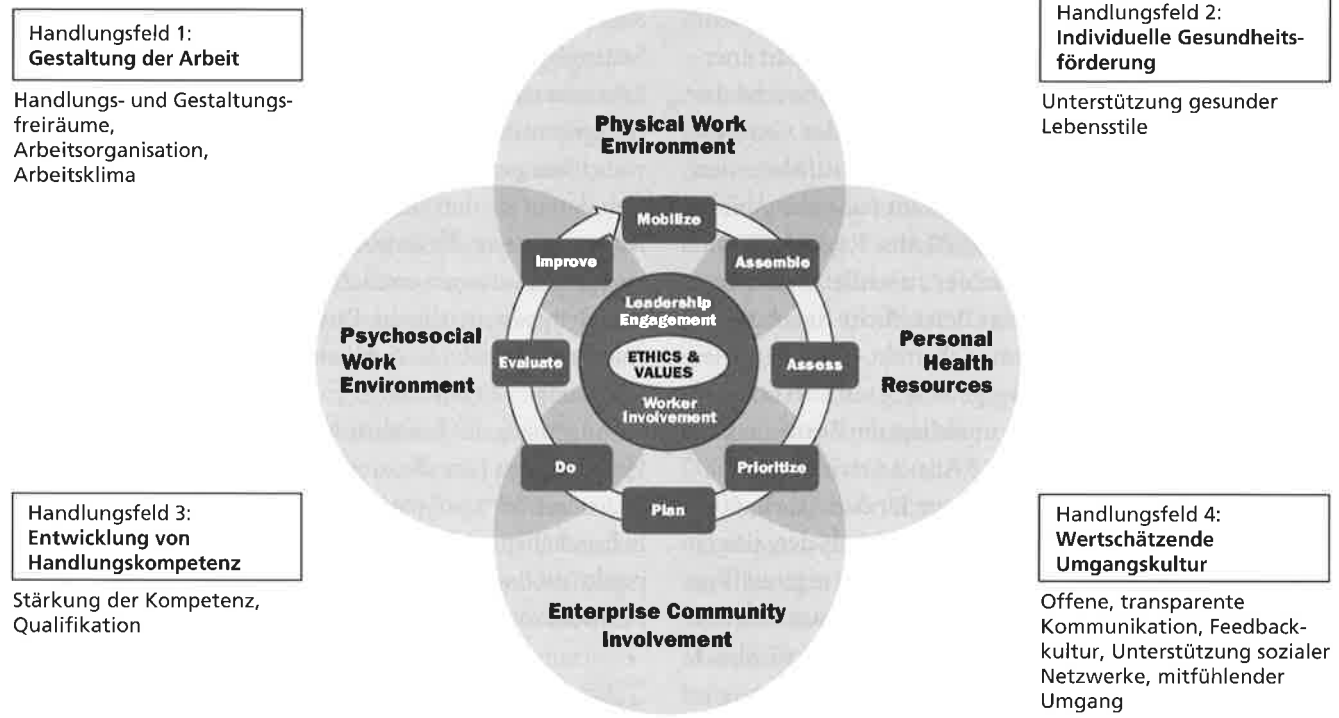 Handlungsfeld 1:
Gestaltung der Arbeit
Handlungs- und Gestaltungs-
freiräume,
Arbeitsorganisation,
Arbeitsklima
Handlungsfeld 2:
Individuelle Gesundheits-
förderung
Unterstützung gesunder
Lebensstile
Physical Work
Environment
Mobilize
Improve
Assemble
Leadership
Engagement
Psychosocial
Work
Environment
Evaluate
ETHICS &
VALUES
Assess
Personal
Health
Resources
Worker
Involvement
Do
Prioritize
Plan
Enterprise Community
Involvement
Handlungsfeld 3:
Entwicklung von
Handlungskompetenz
Stärkung der Kompetenz,
Qualifikation
Handlungsfeld 4:
Wertschätzende
Umgangskultur
Offene, transparente
Kommunikation, Feedback-
kultur, Unterstützung sozialer
Netzwerke, mitfühlender
Umgang